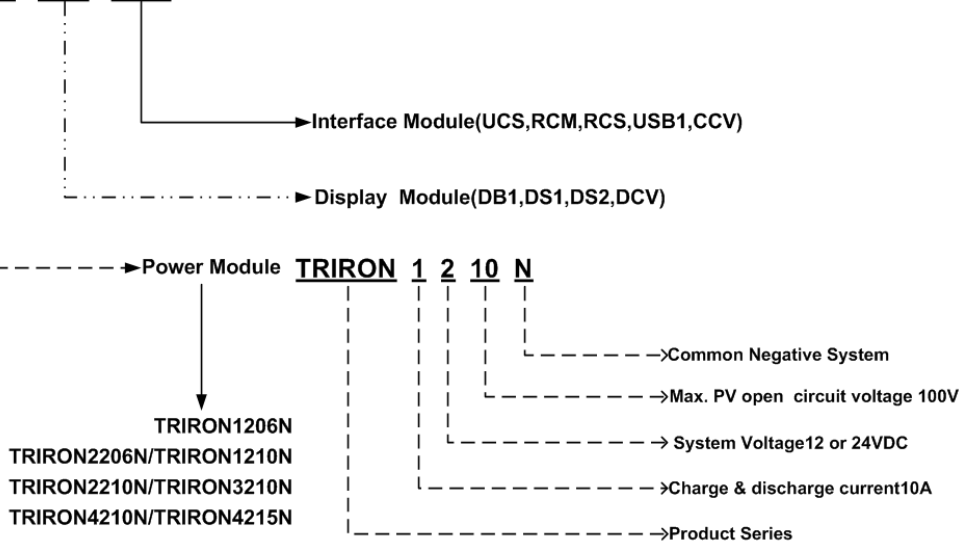 Interface Module(UCS,RCM,RCS,USB1,CCV)
Display Module(DB1,DS1,DS2,DCV)
Power Module TRIRON 1 2 10 N
Common Negative System
Max. PV open circuit voltage 100V
TRIRON1206N
System Voltage12 or 24VDC
TRIRON2206N/TRIRON1210N
TRIRON2210N/TRIRON3210N
Charge & discharge current10A
TRIRON4210N/TRIRON4215N
Product Series